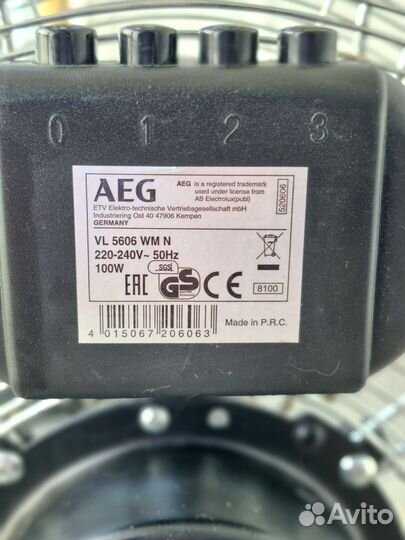 0 1 2 3
AEG
AEG is a registered trademark
used under license from
AB Electrolux(publ)
520606
ETV Elektro-technische Vertriebsgesellschaft mbH
Industriering Ost 40 47906 Kempen
GERMANY
VL 5606 WM N
220-240V~ 50Hz
100W
SGS
EAC GS CE
8100
4 015067 206063
Made in P.R.C.
Avito